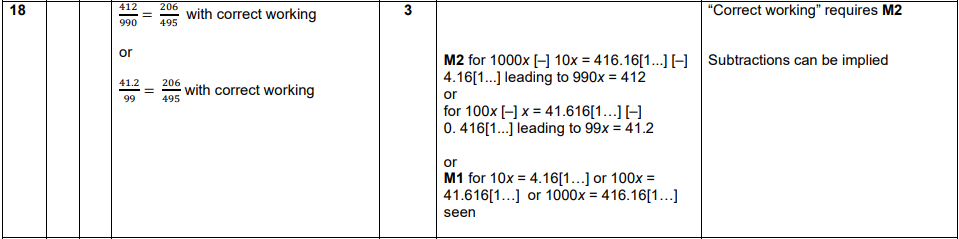 18
412/990 = 206/495 with correct working
or
41.2/99 = 206/495 with correct working
3
M2 for 1000x [–] 10x = 416.16[1...] [–]
4.16[1...] leading to 990x = 412
or
for 100x [–] x = 41.616[1…] [–]
0. 416[1...] leading to 99x = 41.2
or
M1 for 10x = 4.16[1…] or 100x =
41.616[1…] or 1000x = 416.16[1…]
seen
“Correct working” requires M2
Subtractions can be implied